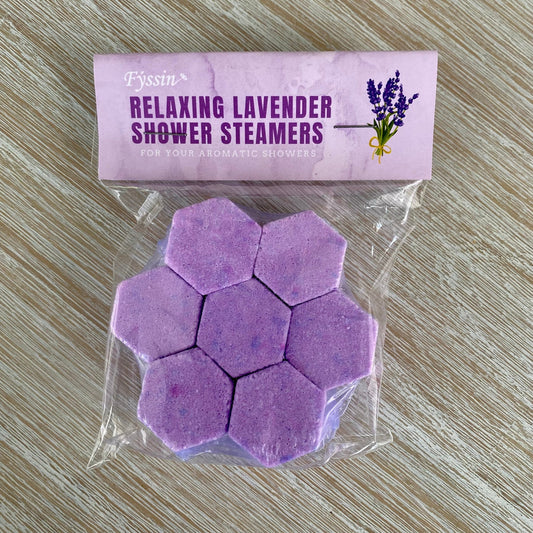 Fyssin
RELAXING LAVENDER
SHOWER STEAMERS
FOR YOUR AROMATIC SHOWERS